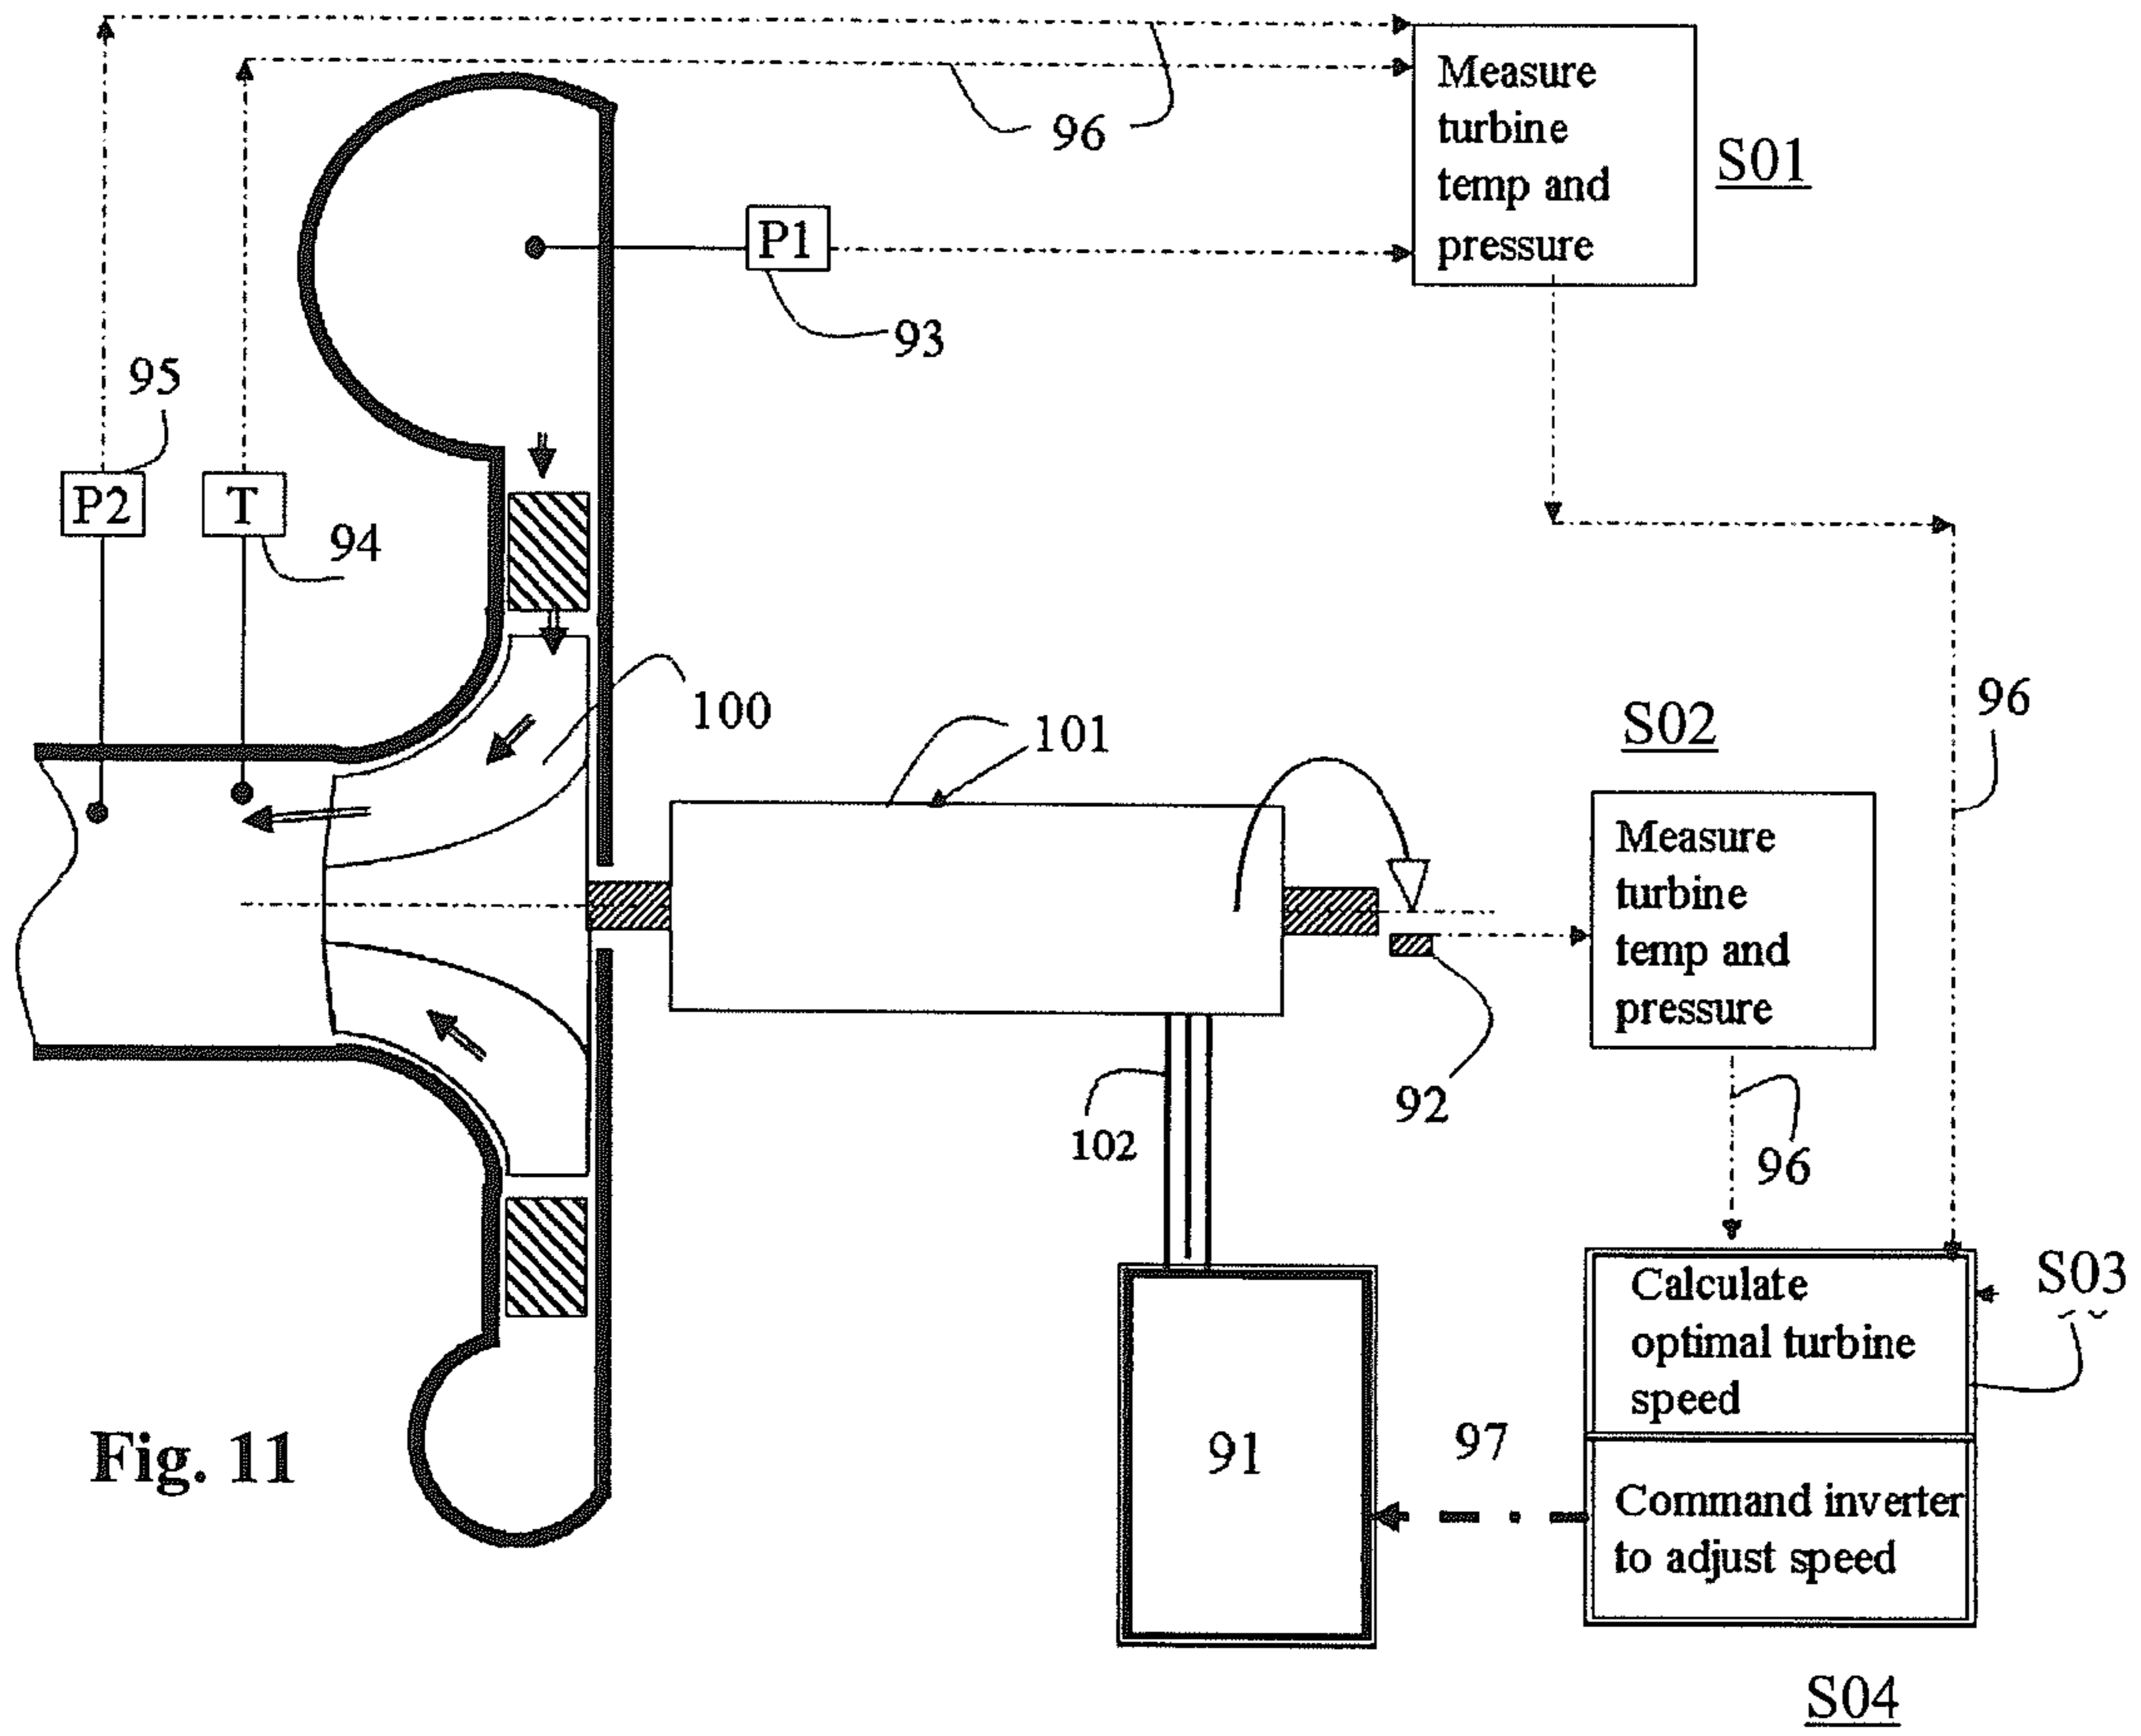 96
Measure
turbine
temp and
pressure
S01
P1
93
95
P2
T
94
100
101
S02
96
Measure
turbine
temp and
pressure
92
102
96
Calculate
optimal turbine
speed
S03
91
97
Command inverter
to adjust speed
S04
Fig. 11